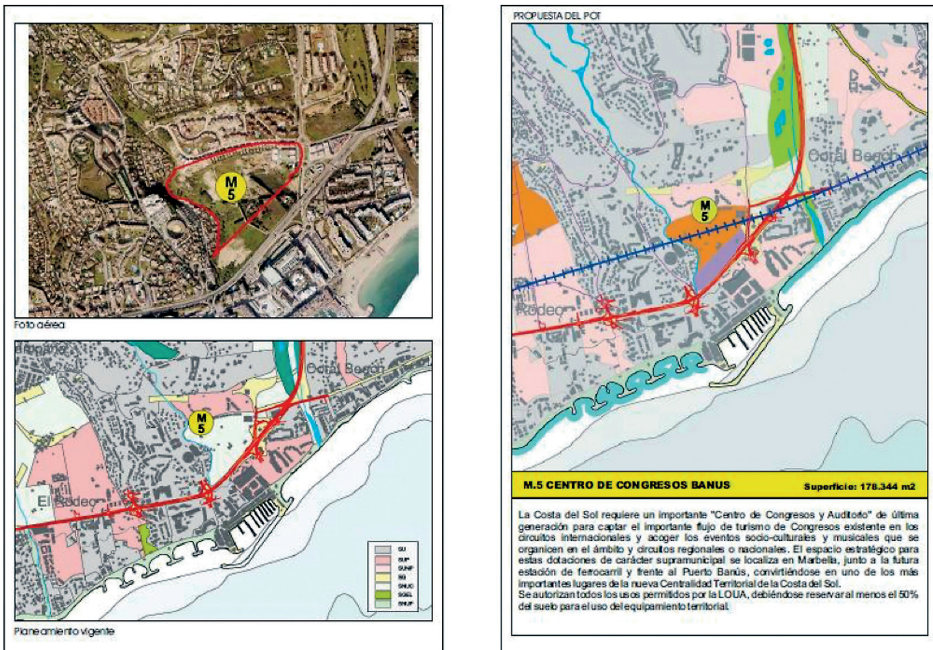 M
5
Foto aérea
Coral Beach
M
5
El Rodeo
SU
SUP
SUNP
SG
SNUC
SGEL
SNUP
Planeamiento vigente
PROPUESTA DEL POT
Coral Beach
M
5
Rodeo
M.5 CENTRO DE CONGRESOS BANUS Superficie: 178.344 m2
La Costa del Sol requiere un importante "Centro de Congresos y Auditorio" de última
generación para captar el importante flujo de turismo de Congresos existente en los
circuitos internacionales y acoger los eventos socio-culturales y musicales que se
organicen en el ámbito y circuitos regionales o nacionales. El espacio estratégico para
estas dotaciones de carácter supramunicipal se localiza en Marbella, junto a la futura
estación de ferrocarril y frente al Puerto Banús, convirtiéndose en uno de los más
importantes lugares de la nueva Centralidad Territorial de la Costa del Sol.
Se autorizan todos los usos permitidos por la LOUA, debiéndose reservar al menos el 50%
del suelo para el uso del equipamiento territorial.